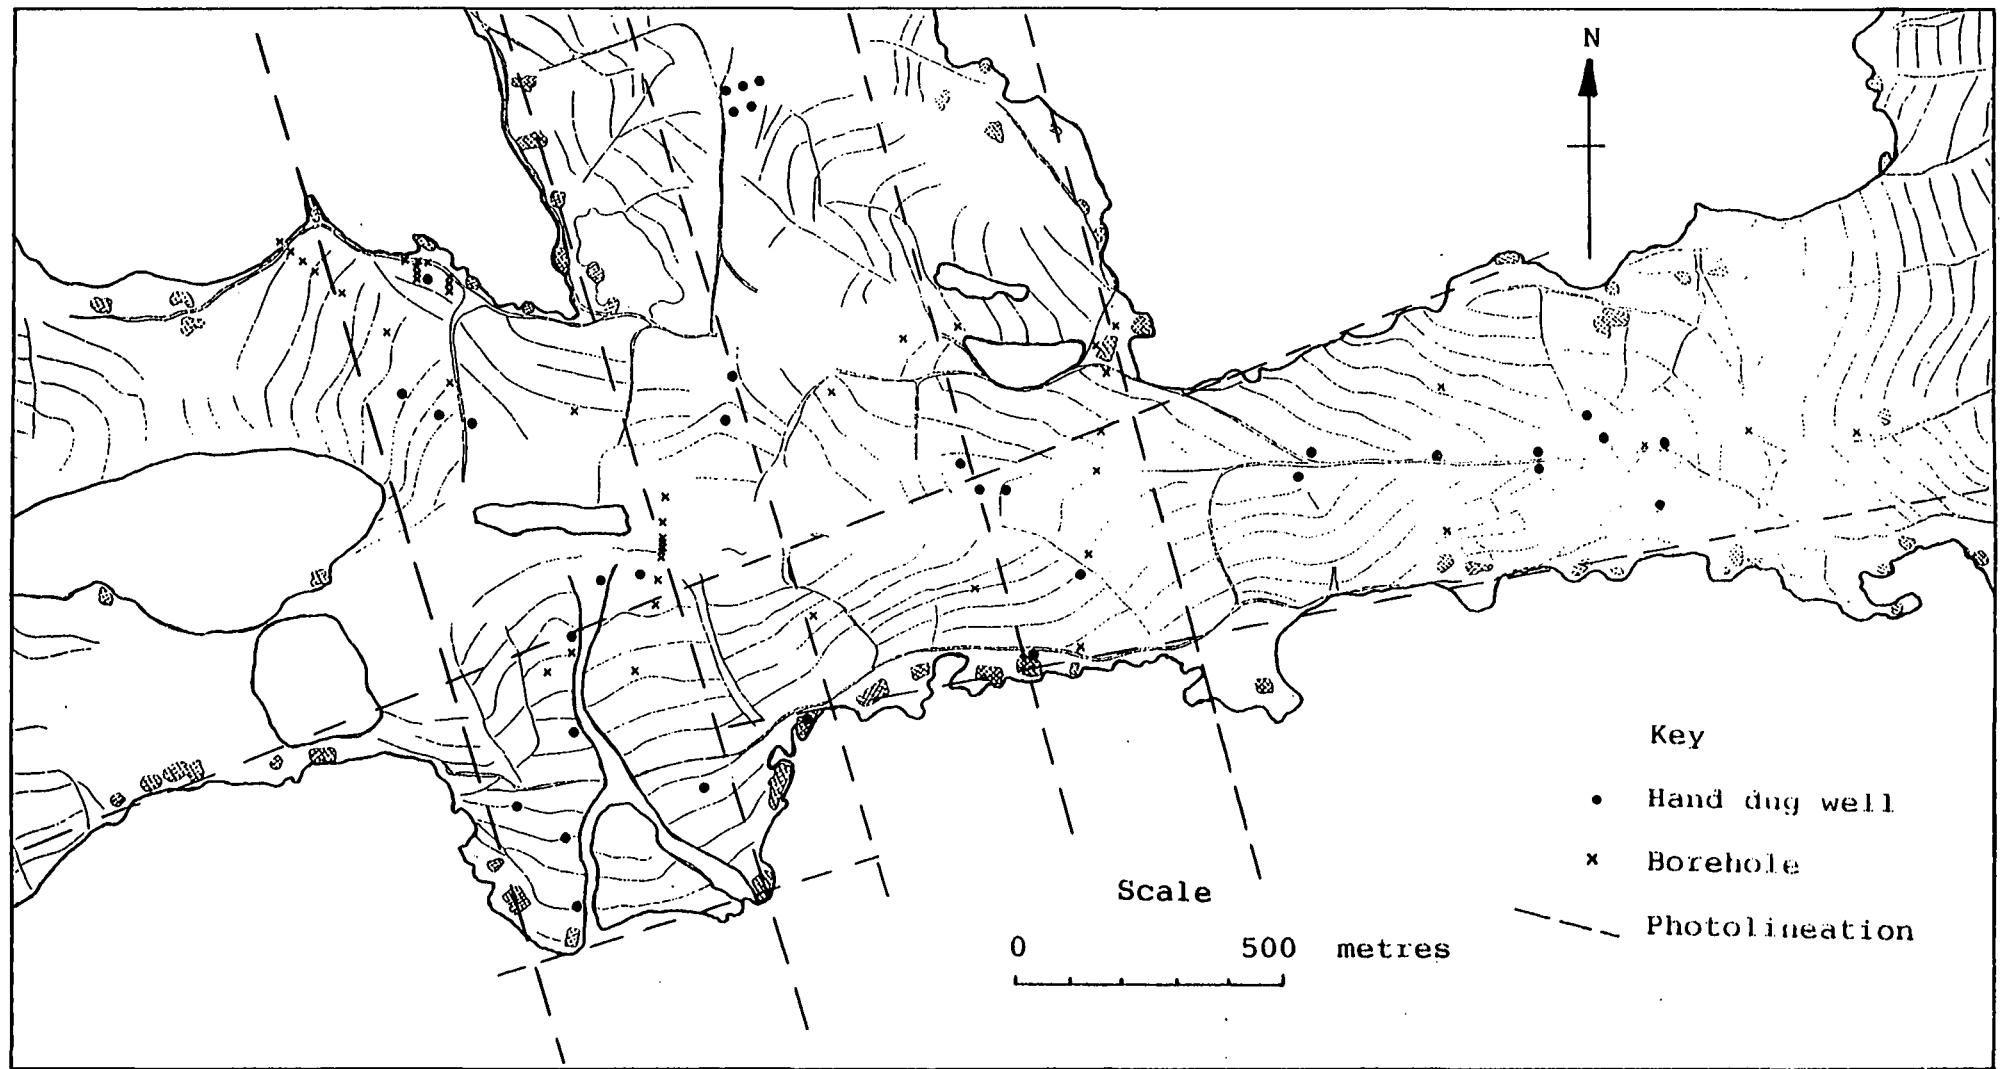 N
Key
Hand dug well
Borehole
Photolineation
Scale
0 500 metres